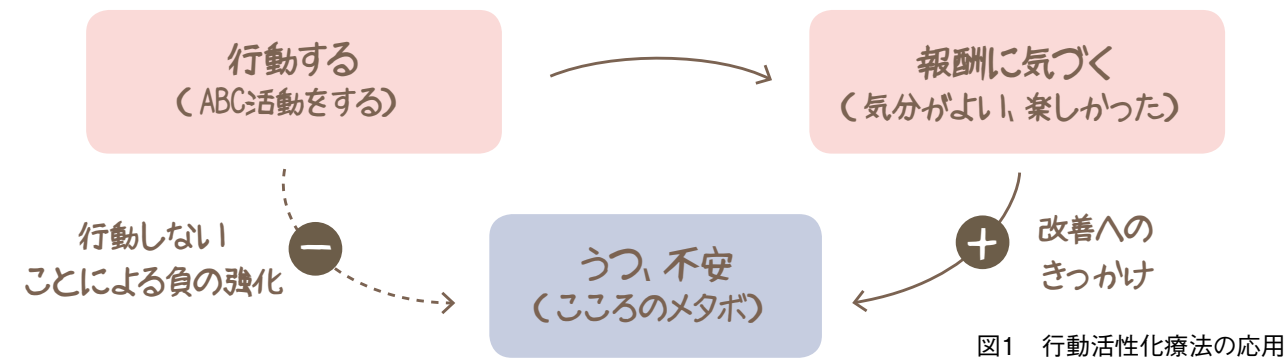 行動する
(ABC活動をする)
報酬に気づく
(気分がよい、楽しかった)
行動しない
ことによる負の強化
−
うつ、不安
(こころのメタボ)
+
改善への
きっかけ
図1 行動活性化療法の応用